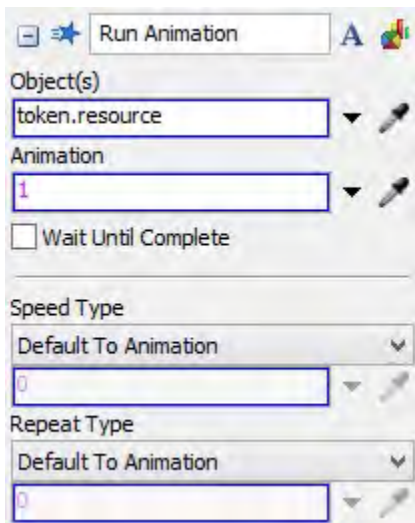 Run Animation A
Object(s)
token.resource
Animation
1
Wait Until Complete
Speed Type
Default To Animation
0
Repeat Type
Default To Animation
0